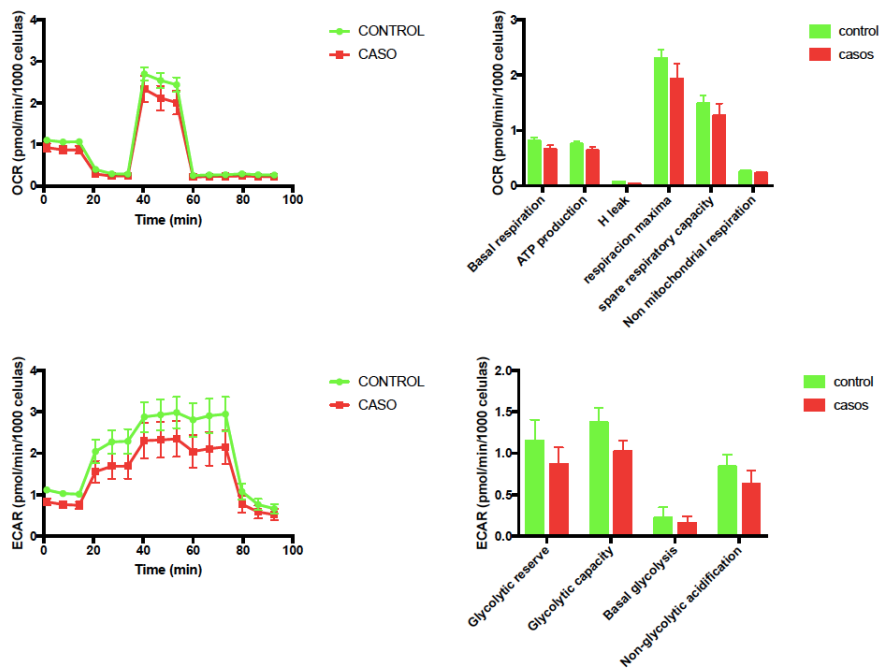 OCR (pmol/min/1000 celulas)
4
3
2
1
0
0
20
40
60
80
100
Time (min)
CONTROL
CASO
OCR (pmol/min/1000 celulas)
3
2
1
0
Basal respiration
ATP production
H leak
respiracion maxima
spare respiratory capacity
Non mitochondrial respiration
control
casos
ECAR (pmol/min/1000 celulas)
4
3
2
1
0
0
20
40
60
80
100
Time (min)
CONTROL
CASO
ECAR (pmol/min/1000 celulas)
2.0
1.5
1.0
0.5
0.0
Glycolytic reserve
Glycolytic capacity
Basal glycolysis
Non-glycolytic acidification
control
casos